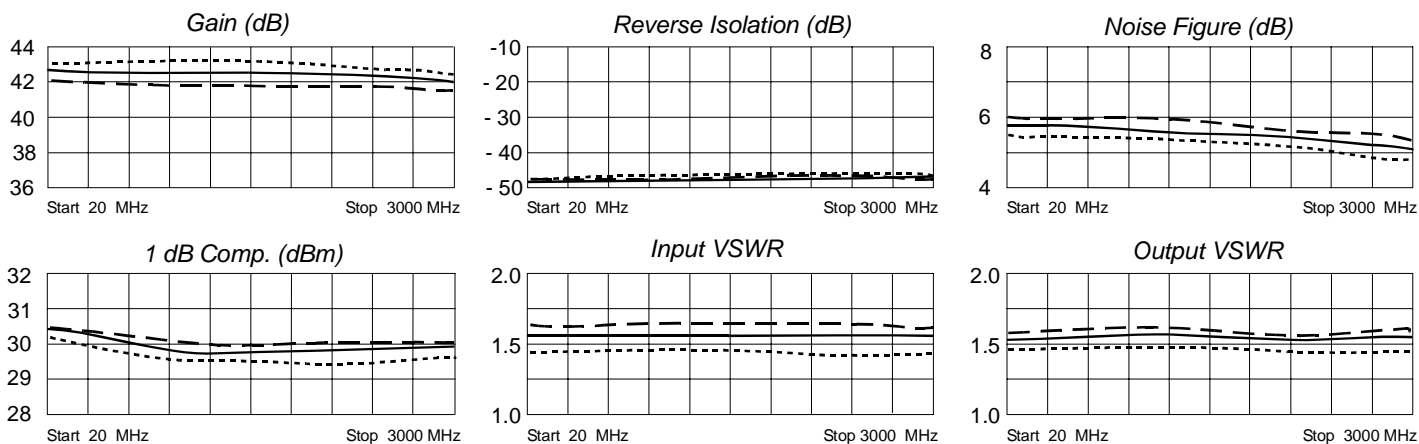 Gain (dB)
44
42
40
38
36
Start 20 MHz
Stop 3000 MHz
Reverse Isolation (dB)
-10
- 20
- 30
- 40
- 50
Start 20 MHz
Stop 3000 MHz
Noise Figure (dB)
8
6
4
Start 20 MHz
Stop 3000 MHz
1 dB Comp. (dBm)
32
31
30
29
28
Start 20 MHz
Stop 3000 MHz
Input VSWR
2.0
1.5
1.0
Start 20 MHz
Stop 3000 MHz
Output VSWR
2.0
1.5
1.0
Start 20 MHz
Stop 3000 MHz